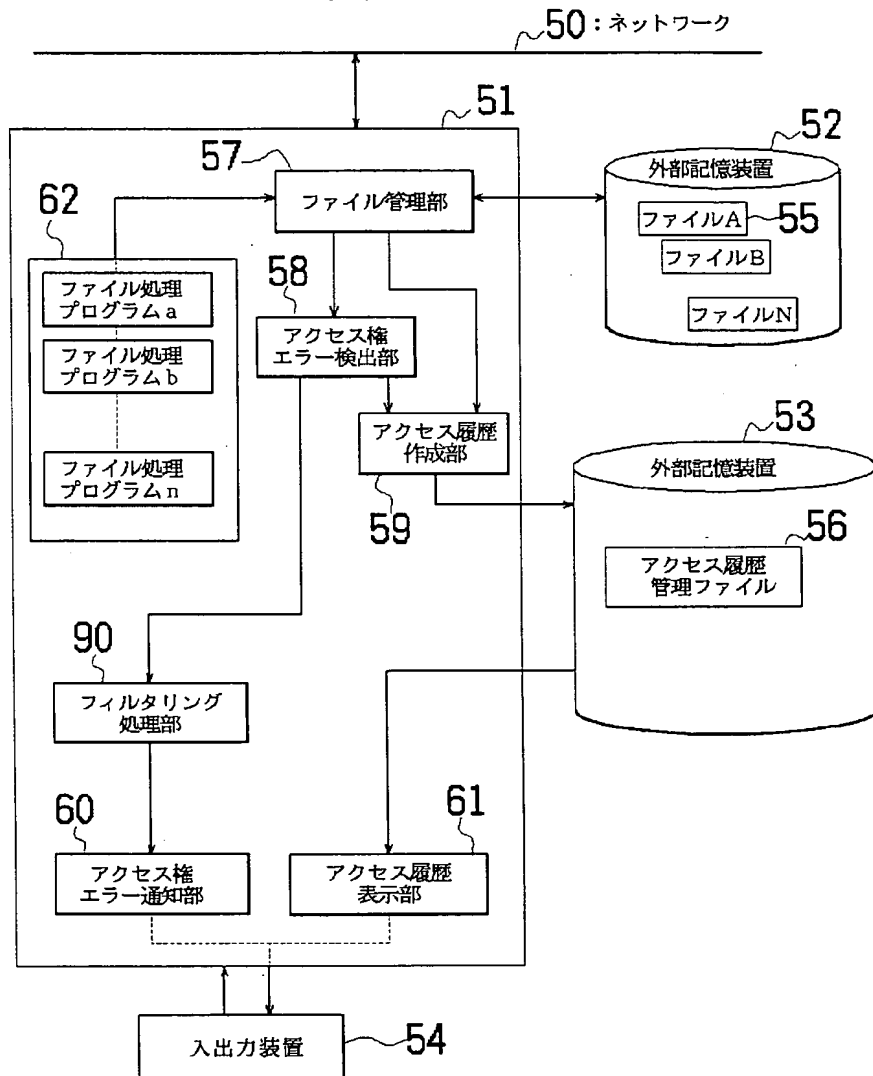 50:ネットワーク
51
57
ファイル管理部
52
外部記憶装置
ファイルA
55
ファイルB
ファイルN
62
ファイル処理
プログラムa
ファイル処理
プログラムb
ファイル処理
プログラムn
58
アクセス権
エラー検出部
アクセス履歴
作成部
59
53
外部記憶装置
56
アクセス履歴
管理ファイル
90
フィルタリング
処理部
60
アクセス権
エラー通知部
61
アクセス履歴
表示部
入出力装置
54